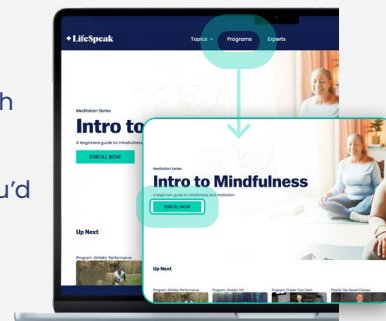 h
u'd
LifeSpeak
Topics Programs Experts
Meditation Series
Intro to
A beginners guide to mindfulness
ENROLL NOW
Up Next
Program: Athletic Performance
Meditation Series
Intro to Mindfulness
A beginners guide to mindfulness and meditation
ENROLL NOW
Up Next
Program: Athletic Performance
Program: Anxiety 101
Program: Create Your Calm
Playlist: My Saved Classes